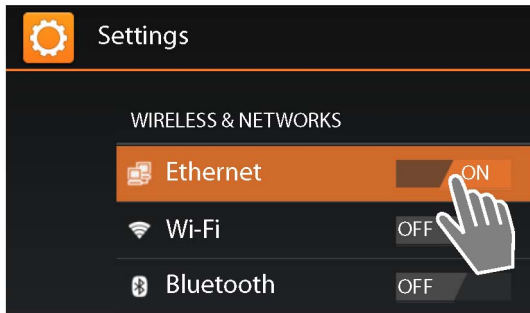 Settings
WIRELESS & NETWORKS
Ethernet ON
Wi-Fi OFF
Bluetooth OFF